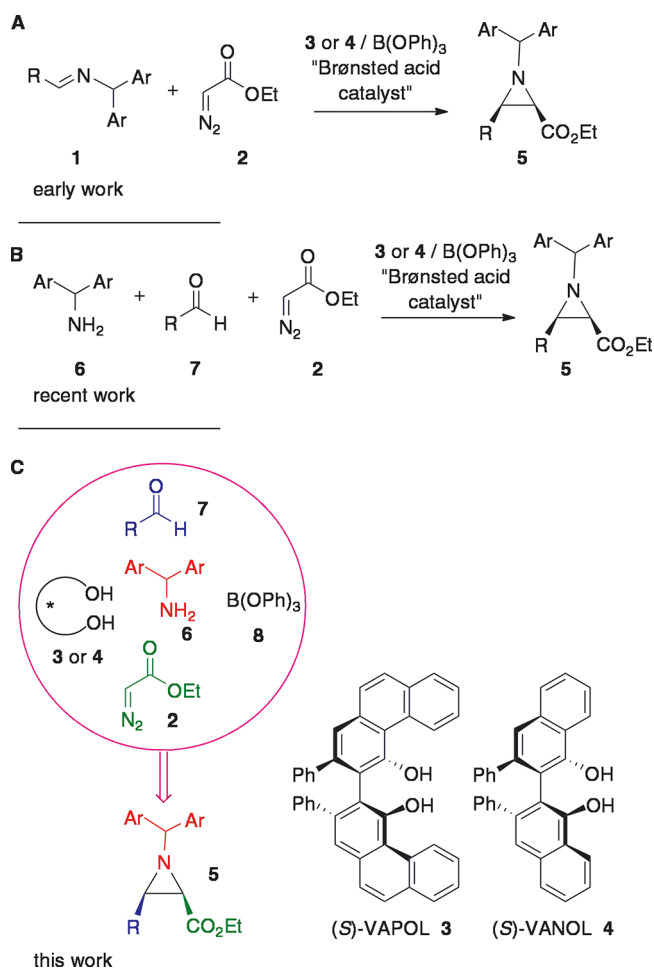 A
R N Ar
Ar
1
+
O
OEt
N2
2
3 or 4 / B(OPh)3
"Brønsted acid
catalyst"
Ar Ar
N
R CO2Et
5
early work
B
Ar Ar
NH2
6
+
O
R H
7
+
O
OEt
N2
2
3 or 4 / B(OPh)3
"Brønsted acid
catalyst"
Ar Ar
N
R CO2Et
5
recent work
C
O
R H
7
* OH
OH
3 or 4
Ar Ar
NH2
6
B(OPh)3
8
O
OEt
N2
2
Ar Ar
N
R CO2Et
5
this work
Ph OH
Ph OH
(S)-VAPOL 3
Ph OH
Ph OH
(S)-VANOL 4